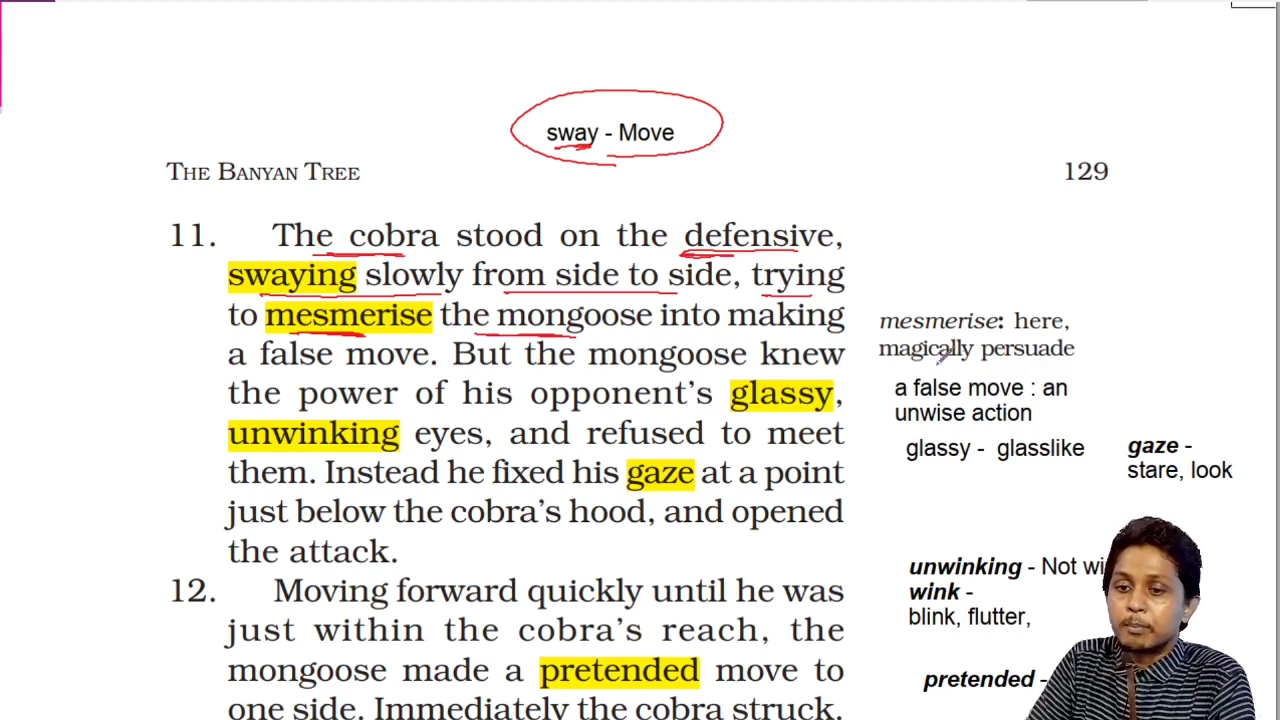 sway - Move
THE BANYAN TREE
129
11. The cobra stood on the defensive,
swaying slowly from side to side, trying
to mesmerise the mongoose into making
a false move. But the mongoose knew
the power of his opponent's glassy,
unwinking eyes, and refused to meet
them. Instead he fixed his gaze at a point
just below the cobra's hood, and opened
the attack.
12. Moving forward quickly until he was
just within the cobra's reach, the
mongoose made a pretended move to
one side. Immediately the cobra struck.
mesmerise: here,
magically persuade
a false move : an
unwise action
glassy - glasslike
gaze -
stare, look
unwinking - Not wi
wink -
blink, flutter,
pretended -